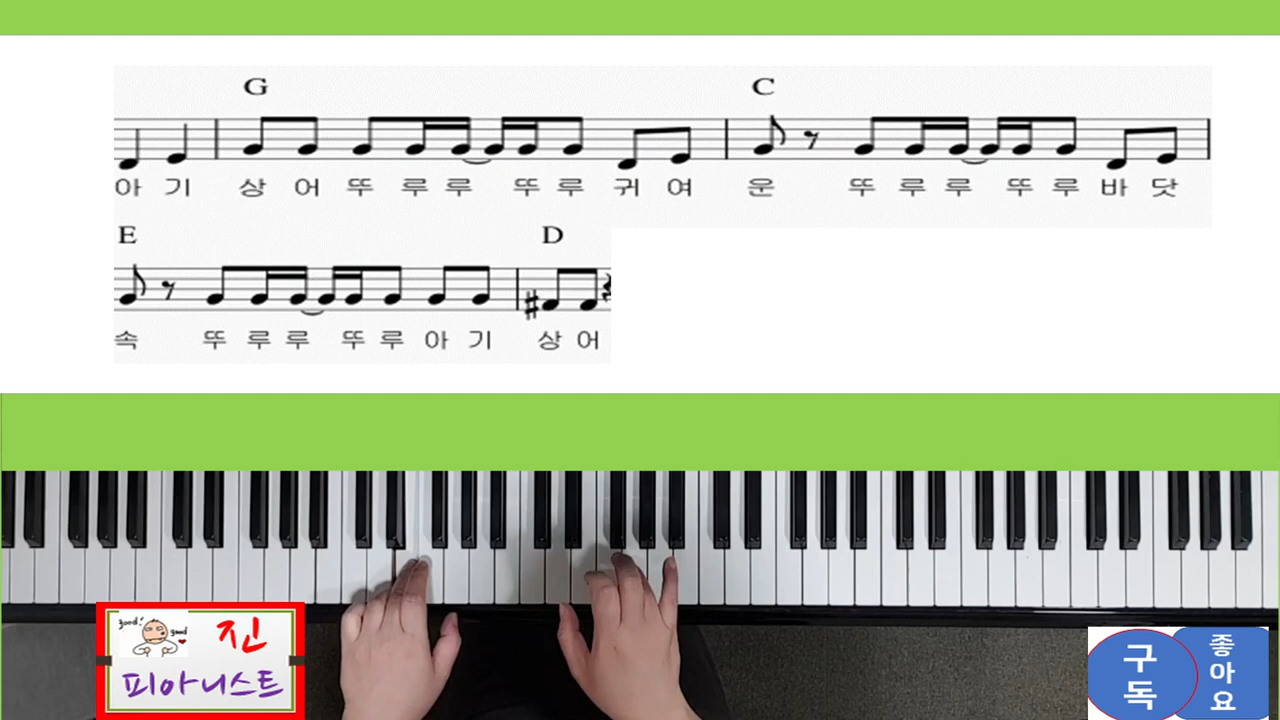 G C
아 기 상 어 뚜 루 루 뚜 루 귀 여 운 뚜 루 루 뚜 루 바 닷
E D
속 뚜 루 루 뚜 루 아 기 상 어
good! good
진
피아니스트
구독
좋아요